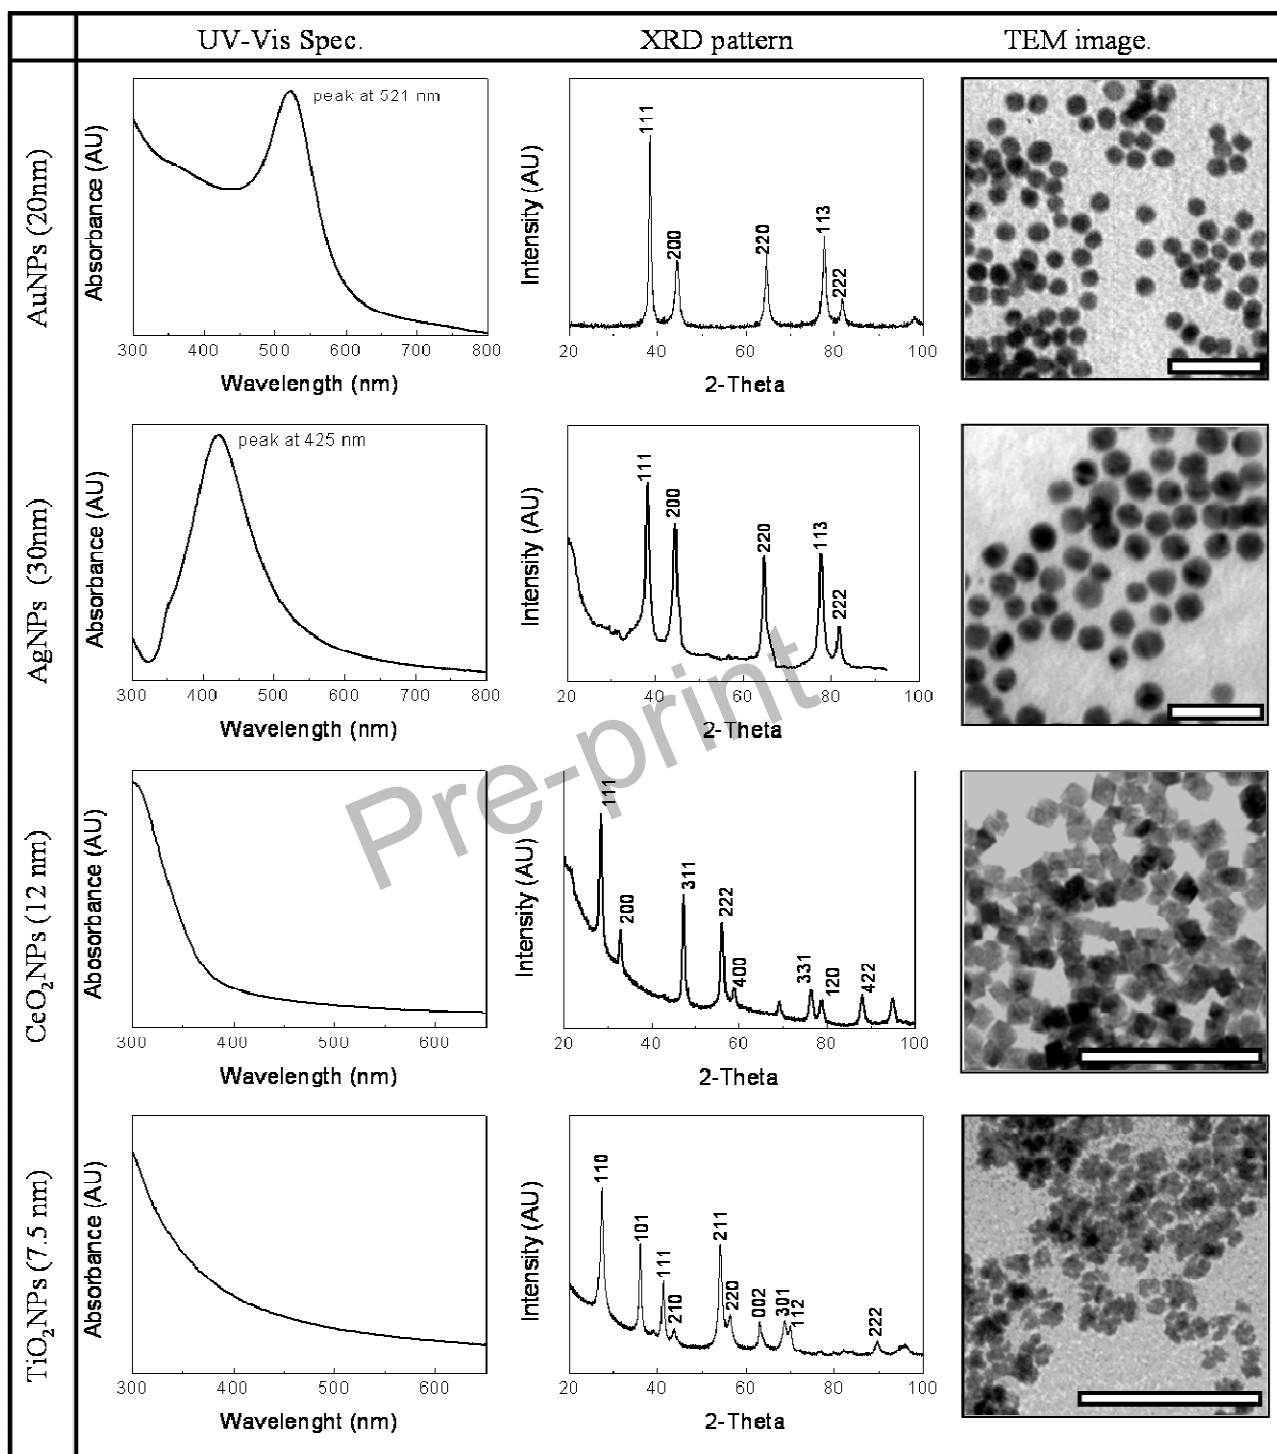 UV-Vis Spec.
XRD pattern
TEM image.
AuNPs (20nm)
Absorbance (AU)
peak at 521 nm
300 400 500 600 700 800
Wavelength (nm)
Intensity (AU)
111
200
220
113
222
20 40 60 80 100
2-Theta
AgNPs (30nm)
Absorbance (AU)
peak at 425 nm
300 400 500 600 700 800
Wavelength (nm)
Intensity (AU)
111
200
220
113
222
20 40 60 80 100
2-Theta
Pre-print
CeO₂NPs (12 nm)
Abosorbance (AU)
300 400 500 600
Wavelength (nm)
Intensity (AU)
111
200
311
222
400
331
120
422
20 40 60 80 100
2-Theta
TiO₂NPs (7.5 nm)
Absorbance (AU)
300 400 500 600
Wavelenght (nm)
Intensity (AU)
110
101
111
210
211
220
002
301
112
222
20 40 60 80 100
2-Theta